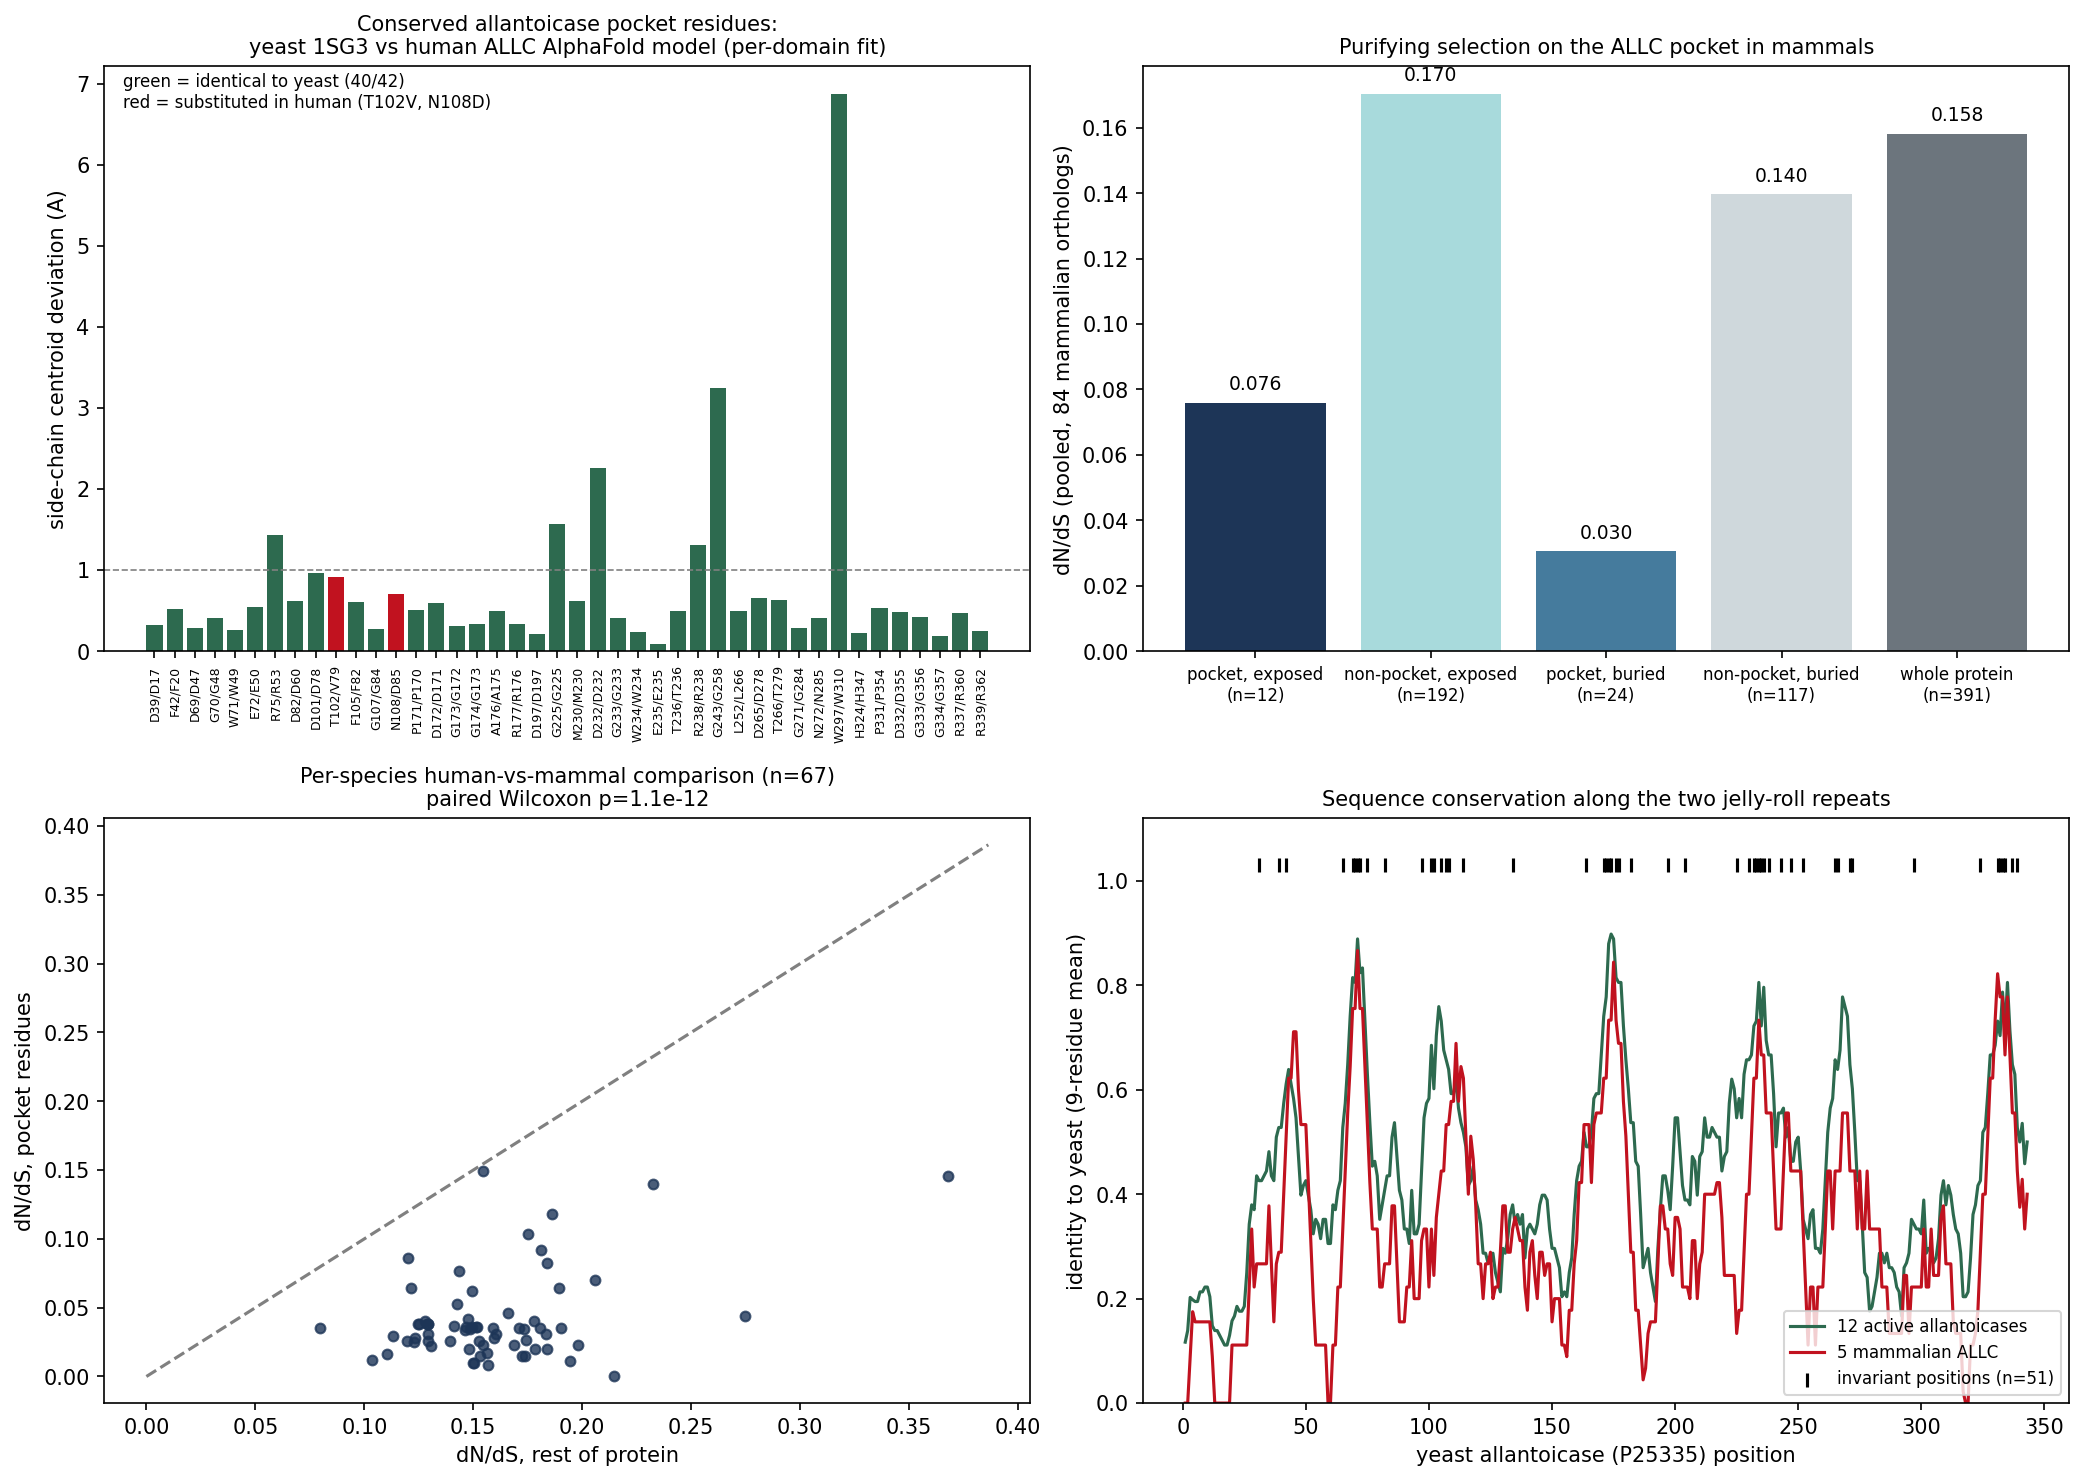 Conserved allantoicase pocket residues:
yeast 1SG3 vs human ALLC AlphaFold model (per-domain fit)
green = identical to yeast (40/42)
red = substituted in human (T102V, N108D)
side-chain centroid deviation (A)
7
6
5
4
3
2
1
0
D39/D17
F42/F20
D69/D47
G70/G48
W71/W49
E72/E50
R75/R53
D82/D60
D101/D78
T102/V79
F105/F82
G107/G84
N108/D85
P171/P170
D172/D171
G173/G172
G174/G173
A176/A175
R177/R176
D197/D197
G225/G225
M230/M230
D232/D232
G233/G233
W234/W234
E235/E235
T236/T236
R238/R238
G243/G258
L252/L266
D265/D278
T266/T279
G271/G284
N272/N285
W297/W310
H324/H347
P331/P354
D332/D355
G333/G356
G334/G357
R337/R360
R339/R362
Purifying selection on the ALLC pocket in mammals
dN/dS (pooled, 84 mammalian orthologs)
0.16
0.14
0.12
0.10
0.08
0.06
0.04
0.02
0.00
0.076
0.170
0.030
0.140
0.158
pocket, exposed
(n=12)
non-pocket, exposed
(n=192)
pocket, buried
(n=24)
non-pocket, buried
(n=117)
whole protein
(n=391)
Per-species human-vs-mammal comparison (n=67)
paired Wilcoxon p=1.1e-12
dN/dS, pocket residues
0.40
0.35
0.30
0.25
0.20
0.15
0.10
0.05
0.00
0.00 0.05 0.10 0.15 0.20 0.25 0.30 0.35 0.40
dN/dS, rest of protein
Sequence conservation along the two jelly-roll repeats
identity to yeast (9-residue mean)
1.0
0.8
0.6
0.4
0.2
0.0
12 active allantoicases
5 mammalian ALLC
invariant positions (n=51)
0 50 100 150 200 250 300 350
yeast allantoicase (P25335) position